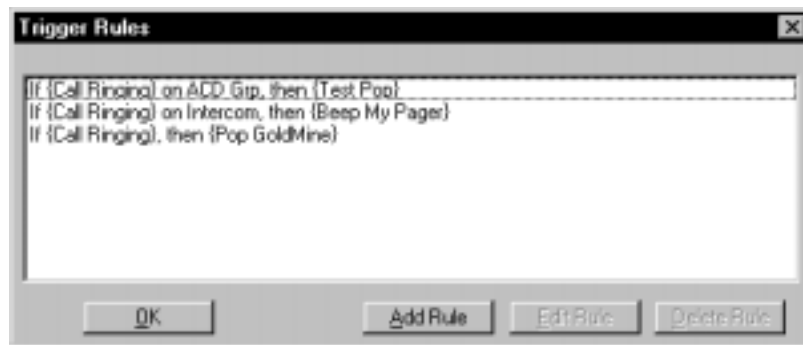 Trigger Rules
If {Call Ringing} on ACD Grp, then {Test Pop}
If {Call Ringing} on Intercom, then {Beep My Pager}
If {Call Ringing}, then {Pop GoldMine}
OK Add Rule Edit Rule Delete Rule